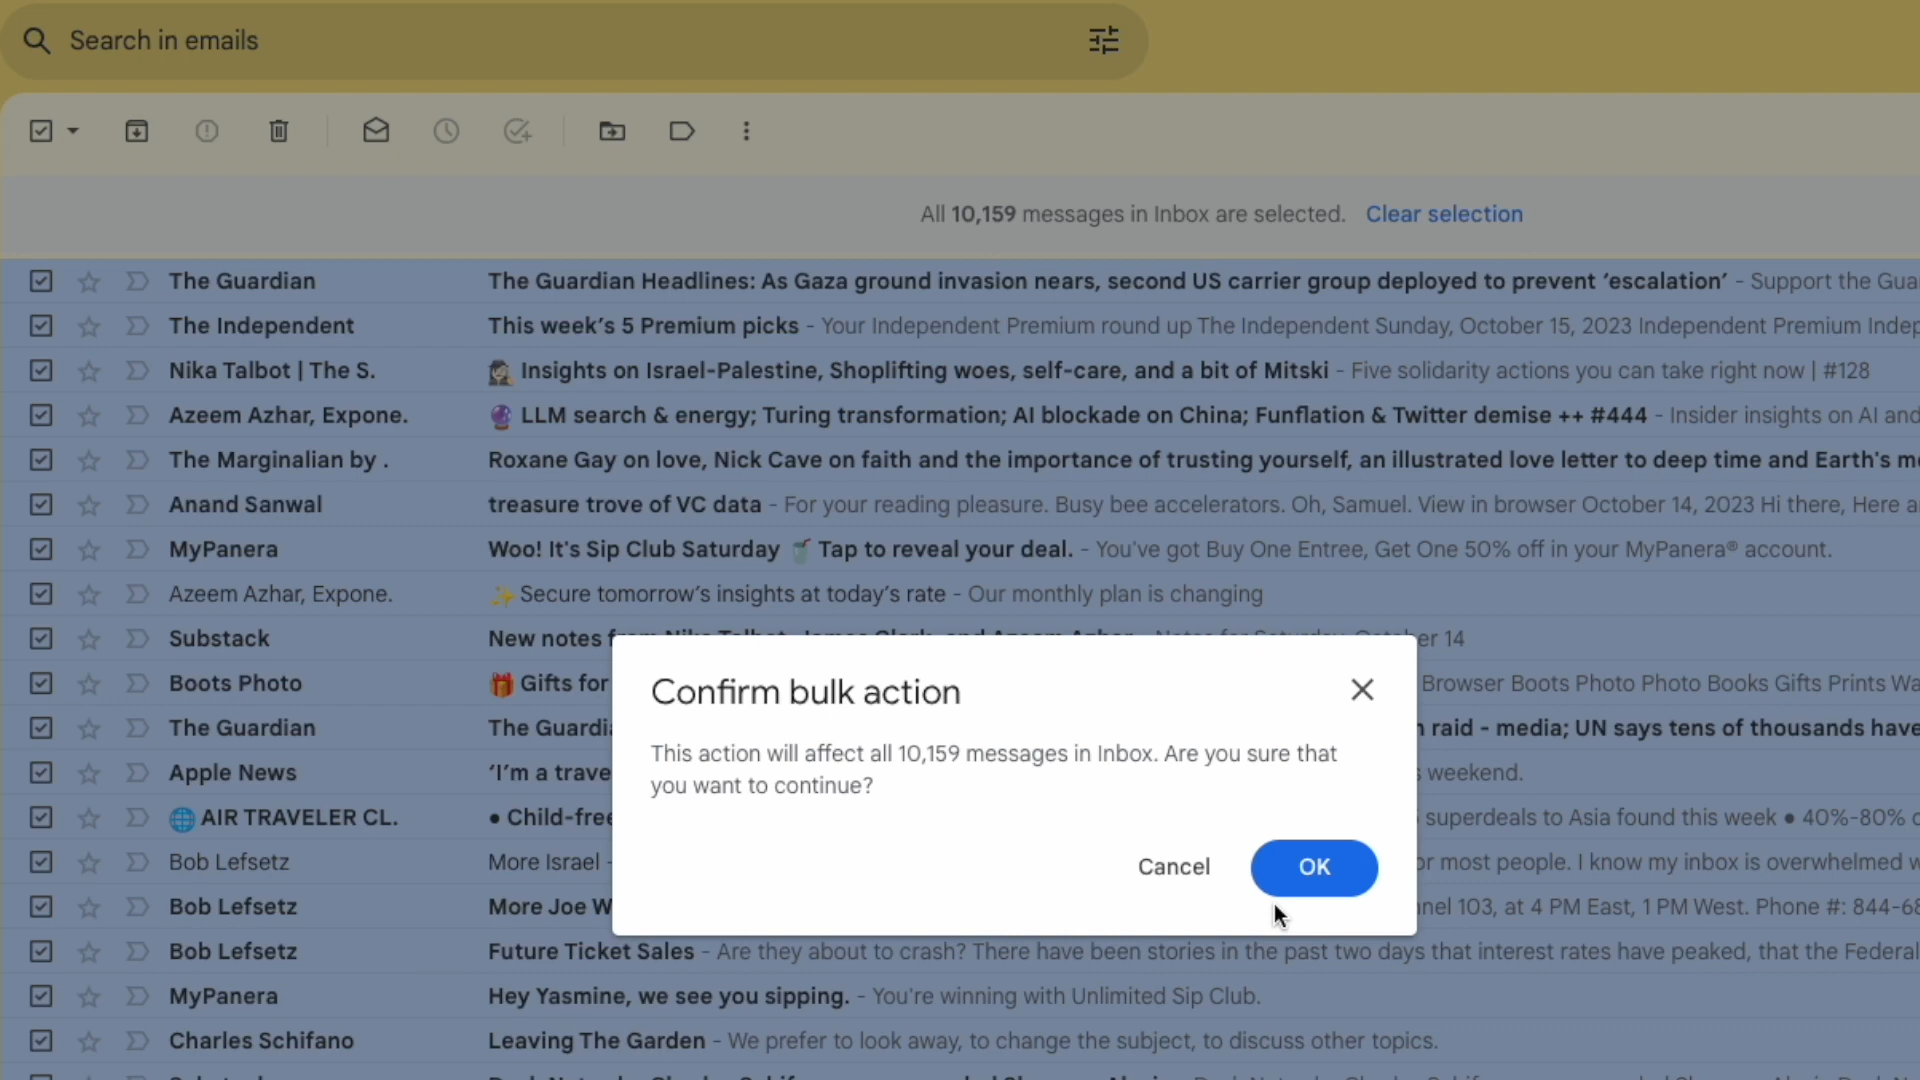 Search in emails
All 10,159 messages in Inbox are selected. Clear selection
The Guardian The Guardian Headlines: As Gaza ground invasion nears, second US carrier group deployed to prevent ‘escalation’ - Support the Gua
The Independent This week’s 5 Premium picks - Your Independent Premium round up The Independent Sunday, October 15, 2023 Independent Premium Indep
Nika Talbot | The S. 🕵🏻‍♀️ Insights on Israel-Palestine, Shoplifting woes, self-care, and a bit of Mitski - Five solidarity actions you can take right now | #128
Azeem Azhar, Expone. 🔮 LLM search & energy; Turing transformation; AI blockade on China; Funflation & Twitter demise ++ #444 - Insider insights on AI and
The Marginalian by . Roxane Gay on love, Nick Cave on faith and the importance of trusting yourself, an illustrated love letter to deep time and Earth's m
Anand Sanwal treasure trove of VC data - For your reading pleasure. Busy bee accelerators. Oh, Samuel. View in browser October 14, 2023 Hi there, Here a
MyPanera Woo! It's Sip Club Saturday 🥤 Tap to reveal your deal. - You've got Buy One Entree, Get One 50% off in your MyPanera® account.
Azeem Azhar, Expone. ✨ Secure tomorrow’s insights at today’s rate - Our monthly plan is changing
Substack New notes from Nika Talbot, James Clark, and Azeem Azhar - Notes for Saturday, October 14
Boots Photo 🎁 Gifts for Browser Boots Photo Photo Books Gifts Prints Wa
The Guardian The Guardi raid - media; UN says tens of thousands have
Apple News ‘I’m a trave weekend.
🌐 AIR TRAVELER CL. ● Child-free superdeals to Asia found this week ● 40%-80% o
Bob Lefsetz More Israel - or most people. I know my inbox is overwhelmed w
Bob Lefsetz More Joe W nel 103, at 4 PM East, 1 PM West. Phone #: 844-68
Bob Lefsetz Future Ticket Sales - Are they about to crash? There have been stories in the past two days that interest rates have peaked, that the Federal
MyPanera Hey Yasmine, we see you sipping. - You're winning with Unlimited Sip Club.
Charles Schifano Leaving The Garden - We prefer to look away, to change the subject, to discuss other topics.
Confirm bulk action
This action will affect all 10,159 messages in Inbox. Are you sure that
you want to continue?
Cancel OK